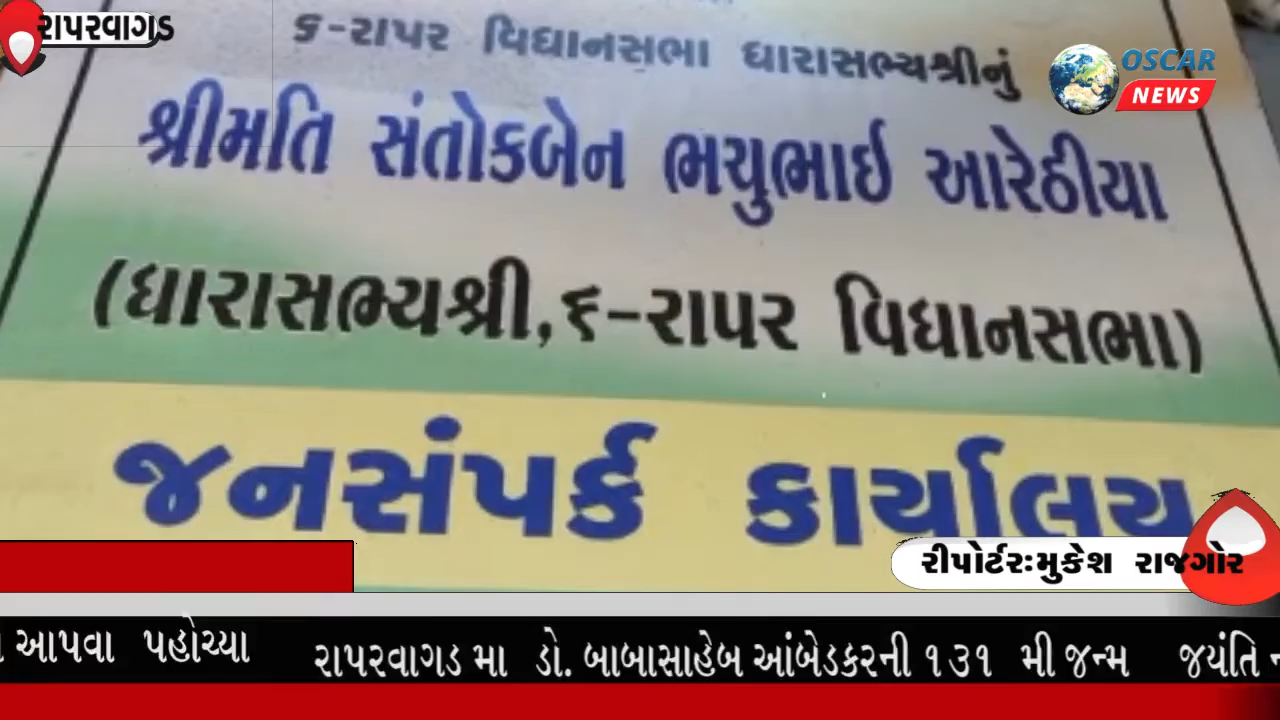 રાપરવાગડ
૬-રાપર વિધાનસભા ધારાસભ્યશ્રીનું
OSCAR
NEWS
શ્રીમતિ સંતોકબેન ભચુભાઈ આરેઠીયા
(ધારાસભ્યશ્રી,૬-રાપર વિધાનસભા)
જનસંપર્ક કાર્યાલય
રીપોર્ટર:મુકેશ રાજગોર
આપવા પહોચ્યા રાપરવાગડ મા ડો. બાબાસાહેબ આંબેડકરની ૧૩૧ મી જન્મ જયંતિ